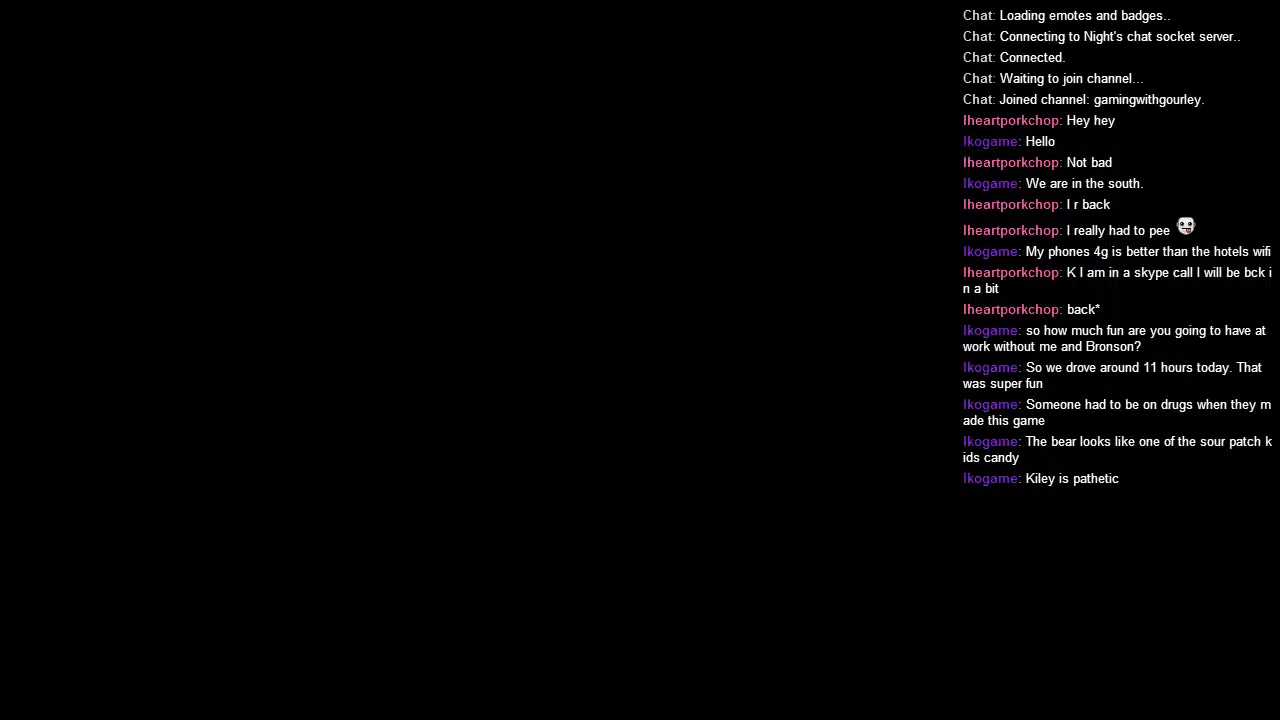 Chat: Loading emotes and badges..
Chat: Connecting to Night's chat socket server..
Chat: Connected.
Chat: Waiting to join channel...
Chat: Joined channel: gamingwithgourley.
Iheartporkchop: Hey hey
Ikogame: Hello
Iheartporkchop: Not bad
Ikogame: We are in the south.
Iheartporkchop: I r back
Iheartporkchop: I really had to pee
Ikogame: My phones 4g is better than the hotels wifi
Iheartporkchop: K I am in a skype call I will be bck i
n a bit
Iheartporkchop: back*
Ikogame: so how much fun are you going to have at
work without me and Bronson?
Ikogame: So we drove around 11 hours today. That
was super fun
Ikogame: Someone had to be on drugs when they m
ade this game
Ikogame: The bear looks like one of the sour patch k
ids candy
Ikogame: Kiley is pathetic